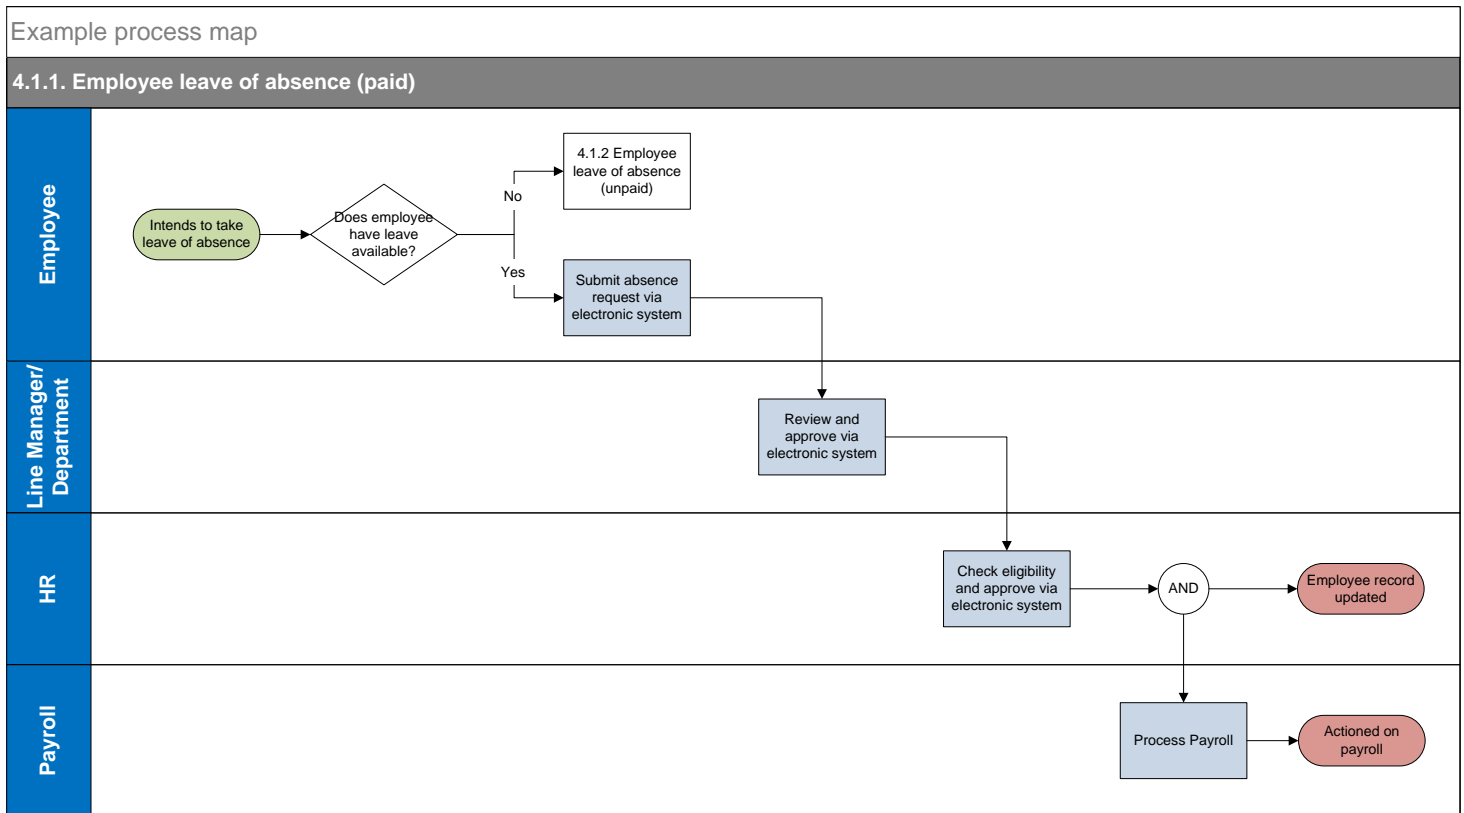 Example process map
4.1.1. Employee leave of absence (paid)
Employee
4.1.2 Employee
leave of absence
(unpaid)
No
Intends to take
leave of absence
Does employee
have leave
available?
Yes
Submit absence
request via
electronic system
Line Manager/
Department
Review and
approve via
electronic system
HR
Check eligibility
and approve via
electronic system
AND
Employee record
updated
Payroll
Process Payroll
Actioned on
payroll